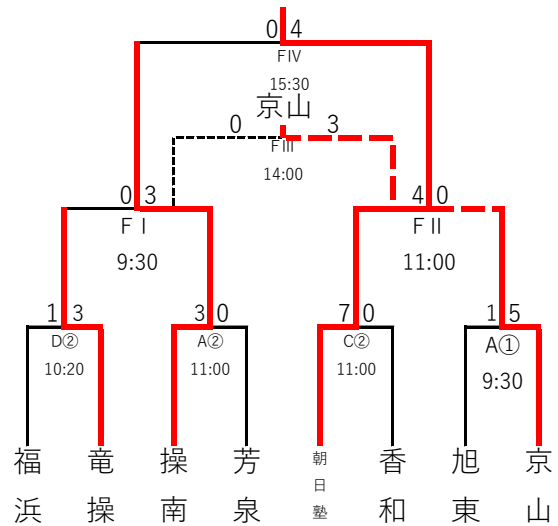 0 4
FⅣ
15:30
京山
0 3
FⅢ
14:00
0 3 4 0
FⅠ FⅡ
9:30 11:00
1 3 3 0 7 0 1 5
D② A② C② A①
10:20 11:00 11:00 9:30
福浜 竜操 操南 芳泉 朝日塾 香和 旭東 京山